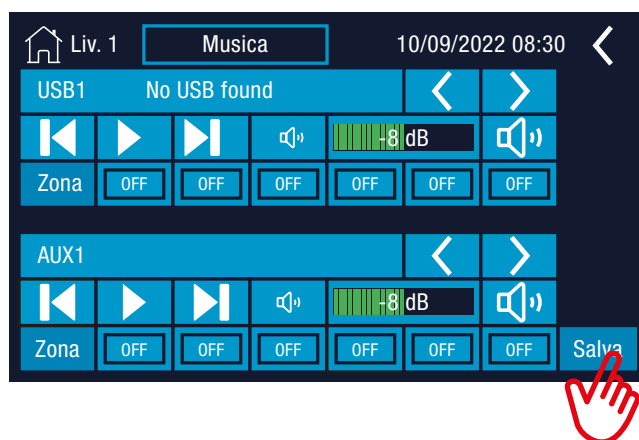 Liv. 1 Musica 10/09/2022 08:30
USB1 No USB found
-8 dB
Zona OFF OFF OFF OFF OFF OFF
AUX1
-8 dB
Zona OFF OFF OFF OFF OFF OFF Salva